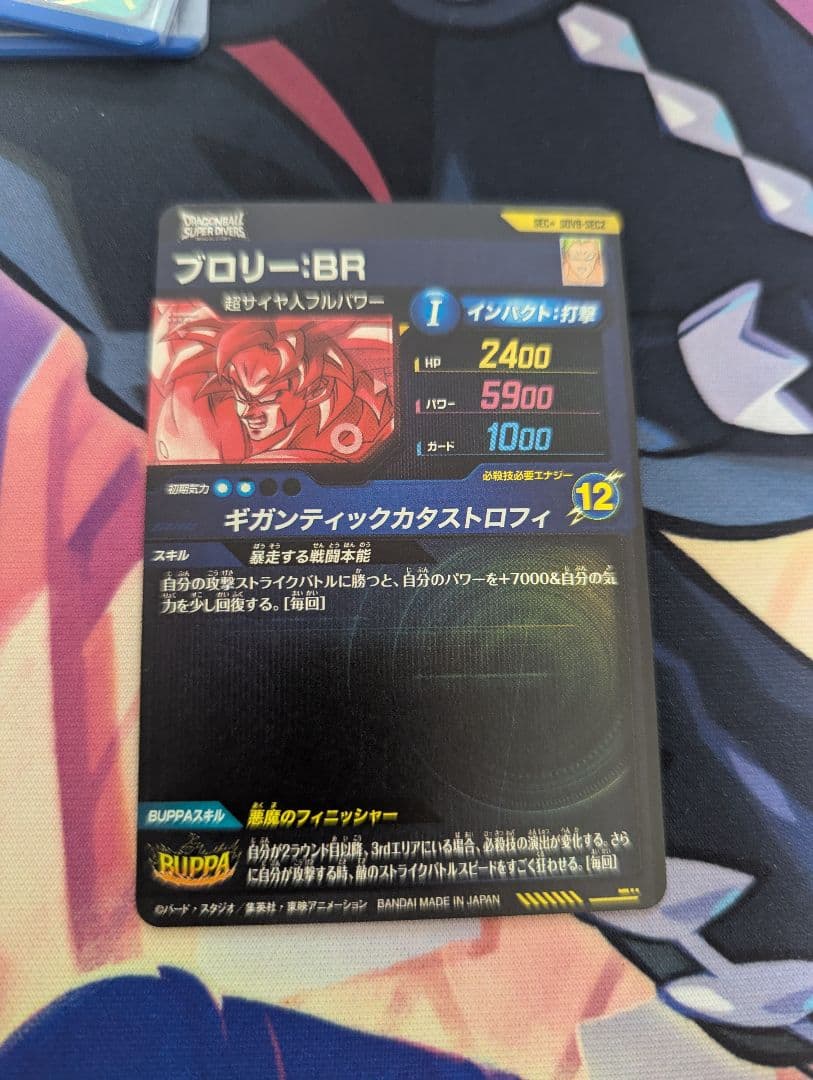 DRAGONBALL
SUPER DIVERS
SEC★ SDV9-SEC2
ブロリー:BR
超サイヤ人フルパワー
I インパクト:打撃
HP 2400
パワー 5900
ガード 1000
初期気力
必殺技必要エナジー
12
ギガンティックカタストロフィ
スキル 暴走する戦闘本能
自分の攻撃ストライクバトルに勝つと、自分のパワーを+7000&自分の気
力を少し回復する。[毎回]
BUPPAスキル 悪魔のフィニッシャー
BUPPA
自分が2ラウンド目以降、3rdエリアにいる場合、必殺技の演出が変化する。さら
に自分が攻撃する時、敵のストライクバトルスピードをすごく狂わせる。[毎回]
©バード・スタジオ/集英社・東映アニメーション BANDAI MADE IN JAPAN